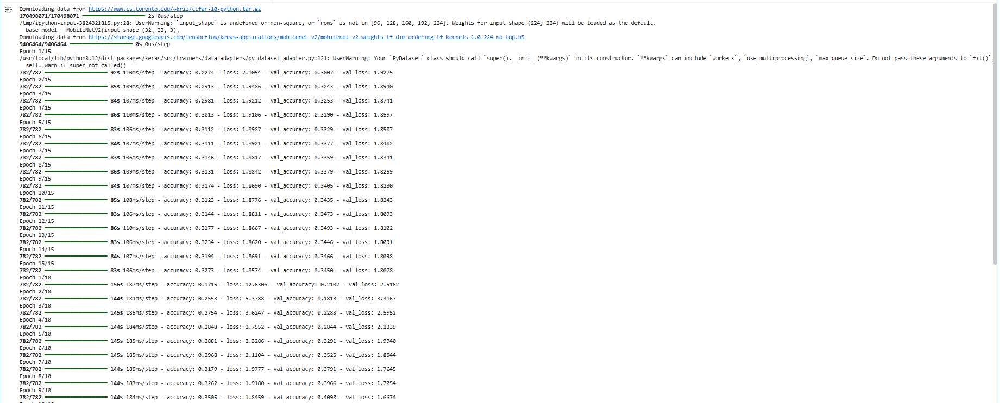 Downloading data from https://www.cs.toronto.edu/~kriz/cifar-10-python.tar.gz
170498071/170498071 ━━━━━━━━━━━━━━━━━━━━ 2s 0us/step
/tmp/ipython-input-3824321815.py:28: UserWarning: `input_shape` is undefined or non-square, or `rows` is not in [96, 128, 160, 192, 224]. Weights for input shape (224, 224) will be loaded as the default.
base_model = MobileNetV2(input_shape=(32, 32, 3),
Downloading data from https://storage.googleapis.com/tensorflow/keras-applications/mobilenet_v2/mobilenet_v2_weights_tf_dim_ordering_tf_kernels_1.0_224_no_top.h5
9406464/9406464 ━━━━━━━━━━━━━━━━━━━━ 0s 0us/step
Epoch 1/15
/usr/local/lib/python3.12/dist-packages/keras/src/trainers/data_adapters/py_dataset_adapter.py:121: UserWarning: Your `PyDataset` class should call `super().__init__(**kwargs)` in its constructor. `**kwargs` can include `workers`, `use_multiprocessing`, `max_queue_size`. Do not pass these arguments to `fit()`,
self._warn_if_super_not_called()
782/782 ━━━━━━━━━━━━━━━━━━━━ 92s 110ms/step - accuracy: 0.2274 - loss: 2.1054 - val_accuracy: 0.3007 - val_loss: 1.9275
Epoch 2/15
782/782 ━━━━━━━━━━━━━━━━━━━━ 85s 109ms/step - accuracy: 0.2913 - loss: 1.9486 - val_accuracy: 0.3243 - val_loss: 1.8940
Epoch 3/15
782/782 ━━━━━━━━━━━━━━━━━━━━ 84s 107ms/step - accuracy: 0.2981 - loss: 1.9212 - val_accuracy: 0.3253 - val_loss: 1.8741
Epoch 4/15
782/782 ━━━━━━━━━━━━━━━━━━━━ 86s 110ms/step - accuracy: 0.3013 - loss: 1.9106 - val_accuracy: 0.3290 - val_loss: 1.8597
Epoch 5/15
782/782 ━━━━━━━━━━━━━━━━━━━━ 83s 106ms/step - accuracy: 0.3112 - loss: 1.8987 - val_accuracy: 0.3329 - val_loss: 1.8507
Epoch 6/15
782/782 ━━━━━━━━━━━━━━━━━━━━ 84s 107ms/step - accuracy: 0.3111 - loss: 1.8921 - val_accuracy: 0.3377 - val_loss: 1.8402
Epoch 7/15
782/782 ━━━━━━━━━━━━━━━━━━━━ 83s 106ms/step - accuracy: 0.3146 - loss: 1.8817 - val_accuracy: 0.3359 - val_loss: 1.8341
Epoch 8/15
782/782 ━━━━━━━━━━━━━━━━━━━━ 86s 109ms/step - accuracy: 0.3131 - loss: 1.8842 - val_accuracy: 0.3379 - val_loss: 1.8259
Epoch 9/15
782/782 ━━━━━━━━━━━━━━━━━━━━ 84s 107ms/step - accuracy: 0.3174 - loss: 1.8690 - val_accuracy: 0.3405 - val_loss: 1.8230
Epoch 10/15
782/782 ━━━━━━━━━━━━━━━━━━━━ 85s 108ms/step - accuracy: 0.3123 - loss: 1.8776 - val_accuracy: 0.3435 - val_loss: 1.8243
Epoch 11/15
782/782 ━━━━━━━━━━━━━━━━━━━━ 83s 106ms/step - accuracy: 0.3144 - loss: 1.8811 - val_accuracy: 0.3473 - val_loss: 1.8093
Epoch 12/15
782/782 ━━━━━━━━━━━━━━━━━━━━ 86s 110ms/step - accuracy: 0.3177 - loss: 1.8667 - val_accuracy: 0.3493 - val_loss: 1.8102
Epoch 13/15
782/782 ━━━━━━━━━━━━━━━━━━━━ 83s 106ms/step - accuracy: 0.3234 - loss: 1.8620 - val_accuracy: 0.3446 - val_loss: 1.8091
Epoch 14/15
782/782 ━━━━━━━━━━━━━━━━━━━━ 84s 107ms/step - accuracy: 0.3194 - loss: 1.8691 - val_accuracy: 0.3466 - val_loss: 1.8098
Epoch 15/15
782/782 ━━━━━━━━━━━━━━━━━━━━ 83s 106ms/step - accuracy: 0.3273 - loss: 1.8574 - val_accuracy: 0.3450 - val_loss: 1.8078
Epoch 1/10
782/782 ━━━━━━━━━━━━━━━━━━━━ 156s 187ms/step - accuracy: 0.1715 - loss: 12.6306 - val_accuracy: 0.2102 - val_loss: 2.5162
Epoch 2/10
782/782 ━━━━━━━━━━━━━━━━━━━━ 144s 184ms/step - accuracy: 0.2553 - loss: 5.3788 - val_accuracy: 0.1813 - val_loss: 3.3167
Epoch 3/10
782/782 ━━━━━━━━━━━━━━━━━━━━ 145s 185ms/step - accuracy: 0.2754 - loss: 3.6247 - val_accuracy: 0.2283 - val_loss: 2.5952
Epoch 4/10
782/782 ━━━━━━━━━━━━━━━━━━━━ 144s 184ms/step - accuracy: 0.2848 - loss: 2.7552 - val_accuracy: 0.2844 - val_loss: 2.2339
Epoch 5/10
782/782 ━━━━━━━━━━━━━━━━━━━━ 145s 185ms/step - accuracy: 0.2881 - loss: 2.3286 - val_accuracy: 0.3291 - val_loss: 1.9940
Epoch 6/10
782/782 ━━━━━━━━━━━━━━━━━━━━ 145s 185ms/step - accuracy: 0.2968 - loss: 2.1104 - val_accuracy: 0.3525 - val_loss: 1.8544
Epoch 7/10
782/782 ━━━━━━━━━━━━━━━━━━━━ 144s 185ms/step - accuracy: 0.3179 - loss: 1.9777 - val_accuracy: 0.3791 - val_loss: 1.7645
Epoch 8/10
782/782 ━━━━━━━━━━━━━━━━━━━━ 144s 183ms/step - accuracy: 0.3262 - loss: 1.9180 - val_accuracy: 0.3966 - val_loss: 1.7054
Epoch 9/10
782/782 ━━━━━━━━━━━━━━━━━━━━ 144s 184ms/step - accuracy: 0.3505 - loss: 1.8459 - val_accuracy: 0.4098 - val_loss: 1.6674